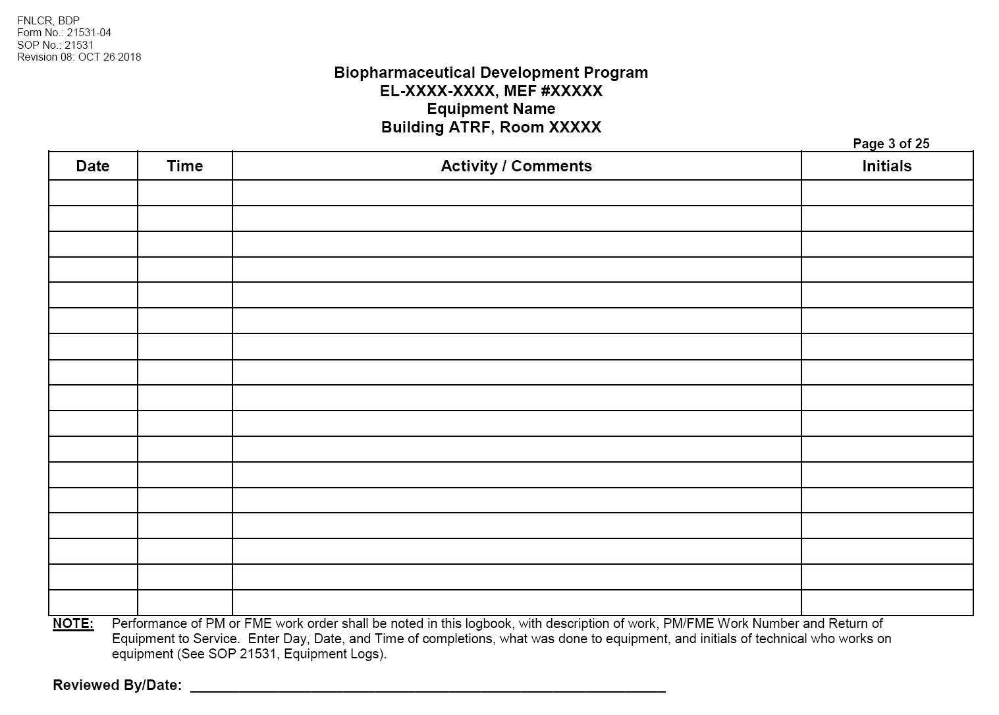 FNLCR, BDP
Form No.: 21531-04
SOP No.: 21531
Revision 08: OCT 26 2018
Biopharmaceutical Development Program
EL-XXXX-XXXX, MEF #XXXXX
Equipment Name
Building ATRF, Room XXXXX
Page 3 of 25
Date Time Activity / Comments Initials
NOTE: Performance of PM or FME work order shall be noted in this logbook, with description of work, PM/FME Work Number and Return of
Equipment to Service. Enter Day, Date, and Time of completions, what was done to equipment, and initials of technical who works on
equipment (See SOP 21531, Equipment Logs).
Reviewed By/Date: